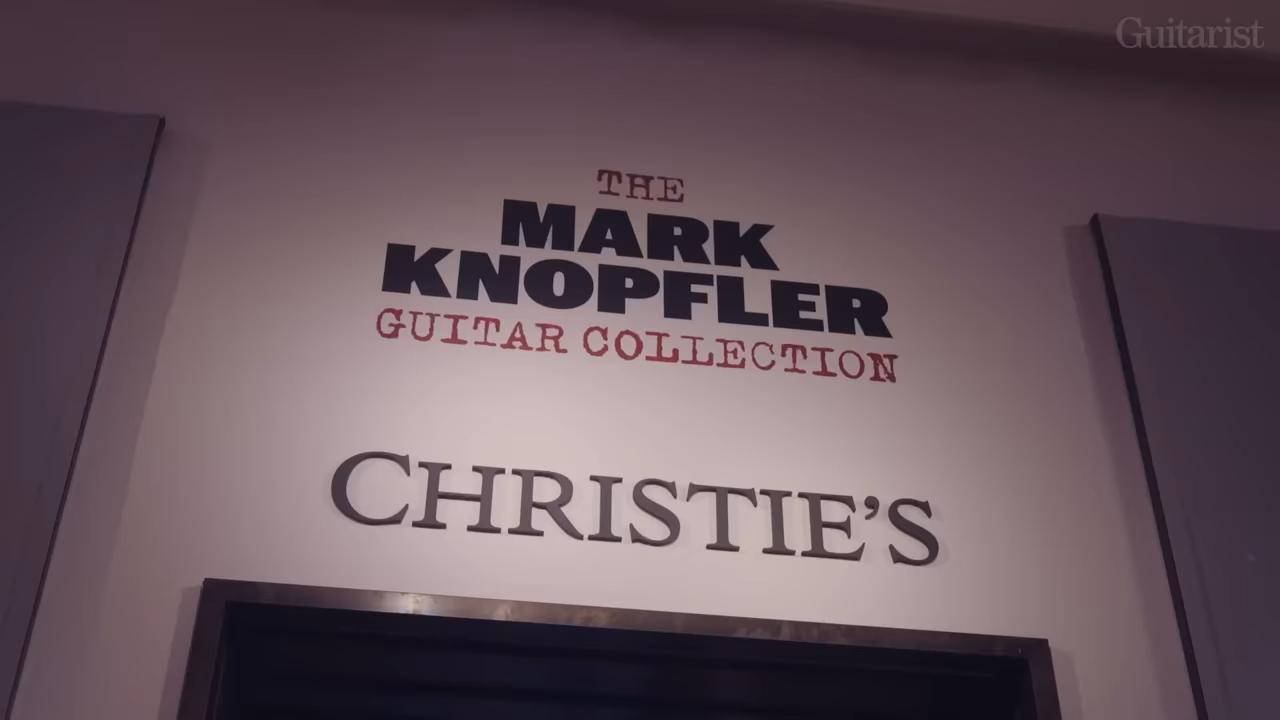 Guitarist
THE
MARK
KNOPFLER
GUITAR COLLECTION
CHRISTIE'S